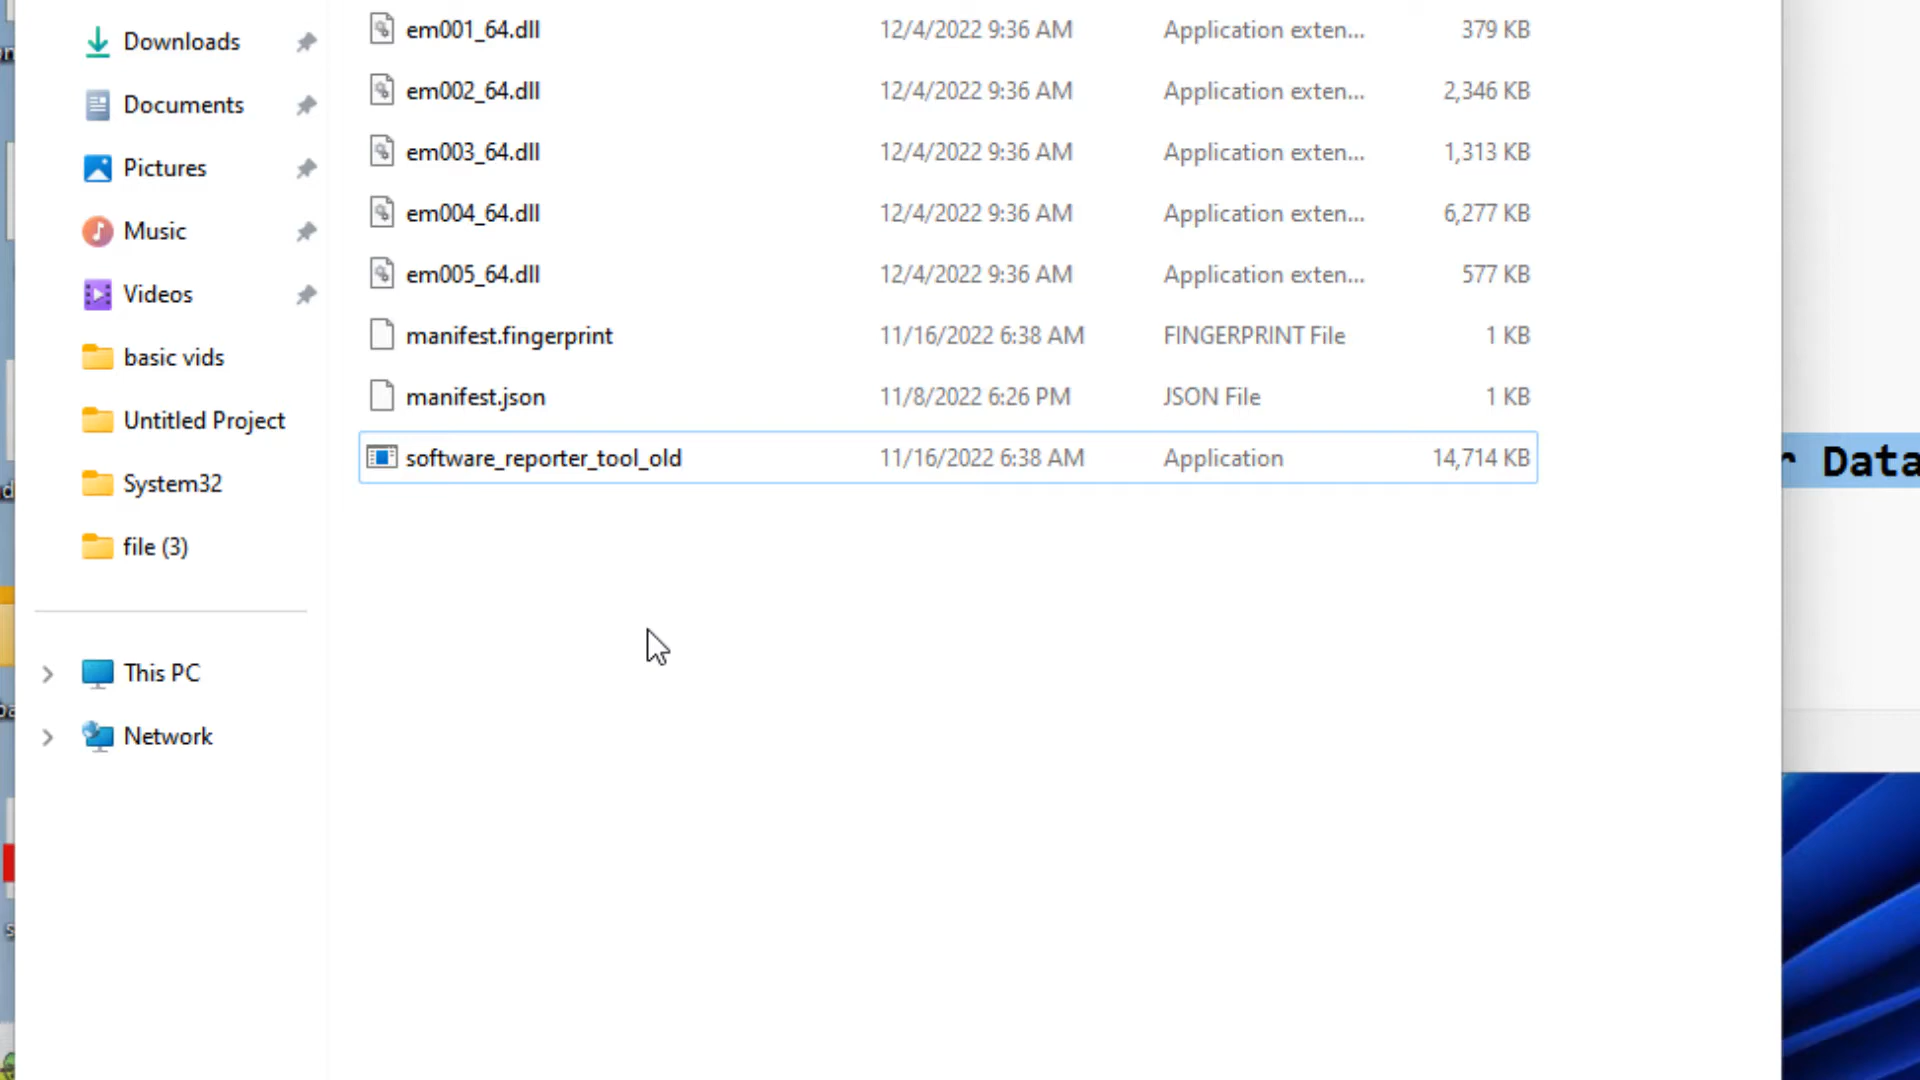 Downloads
Documents
Pictures
Music
Videos
basic vids
Untitled Project
System32
file (3)
This PC
Network
em001_64.dll 12/4/2022 9:36 AM Application exten... 379 KB
em002_64.dll 12/4/2022 9:36 AM Application exten... 2,346 KB
em003_64.dll 12/4/2022 9:36 AM Application exten... 1,313 KB
em004_64.dll 12/4/2022 9:36 AM Application exten... 6,277 KB
em005_64.dll 12/4/2022 9:36 AM Application exten... 577 KB
manifest.fingerprint 11/16/2022 6:38 AM FINGERPRINT File 1 KB
manifest.json 11/8/2022 6:26 PM JSON File 1 KB
software_reporter_tool_old 11/16/2022 6:38 AM Application 14,714 KB
Data